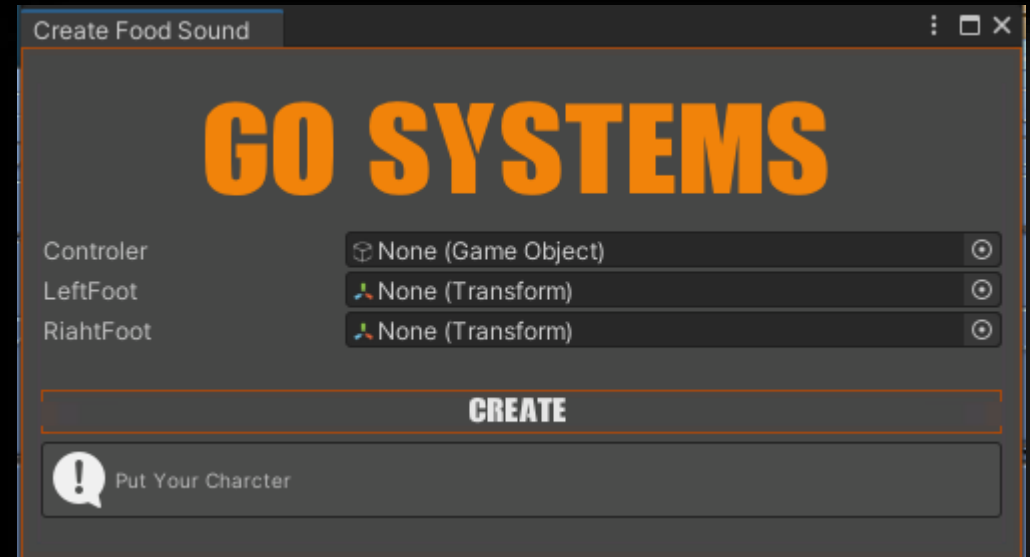 Create Food Sound
GO SYSTEMS
Controler None (Game Object)
LeftFoot None (Transform)
RiahtFoot None (Transform)
CREATE
Put Your Charcter